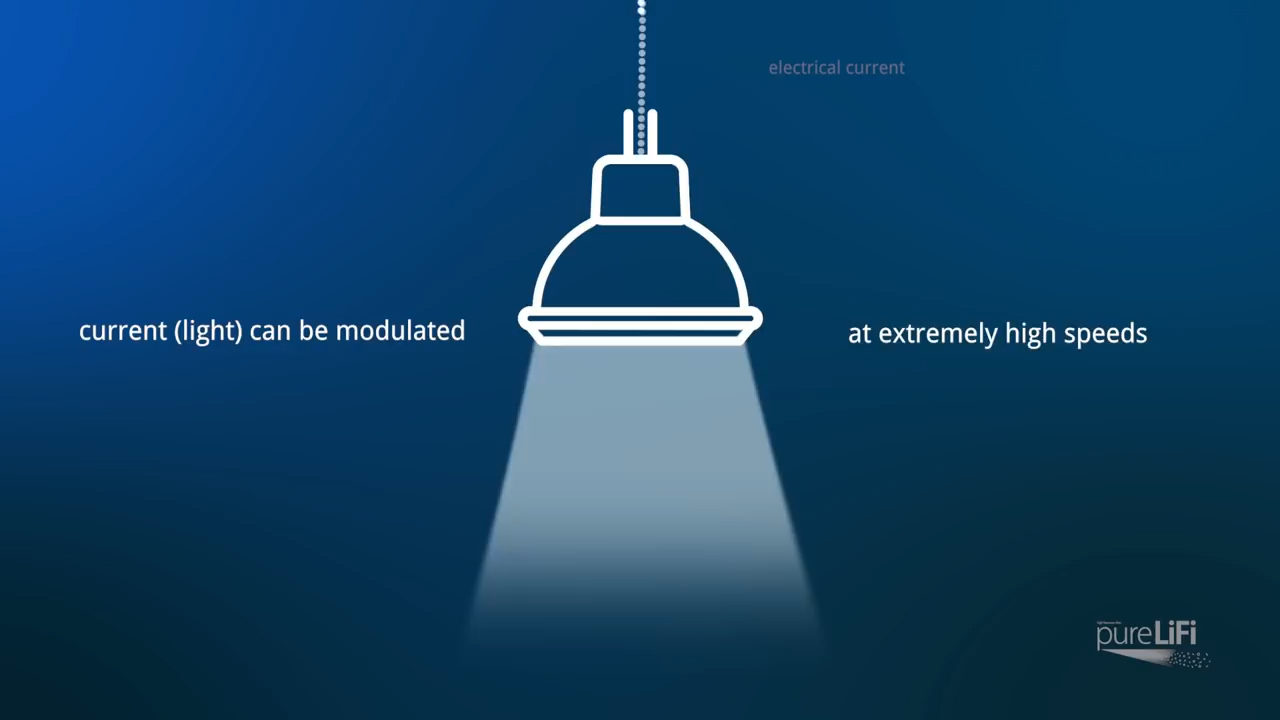 electrical current
current (light) can be modulated
at extremely high speeds
pureLiFi